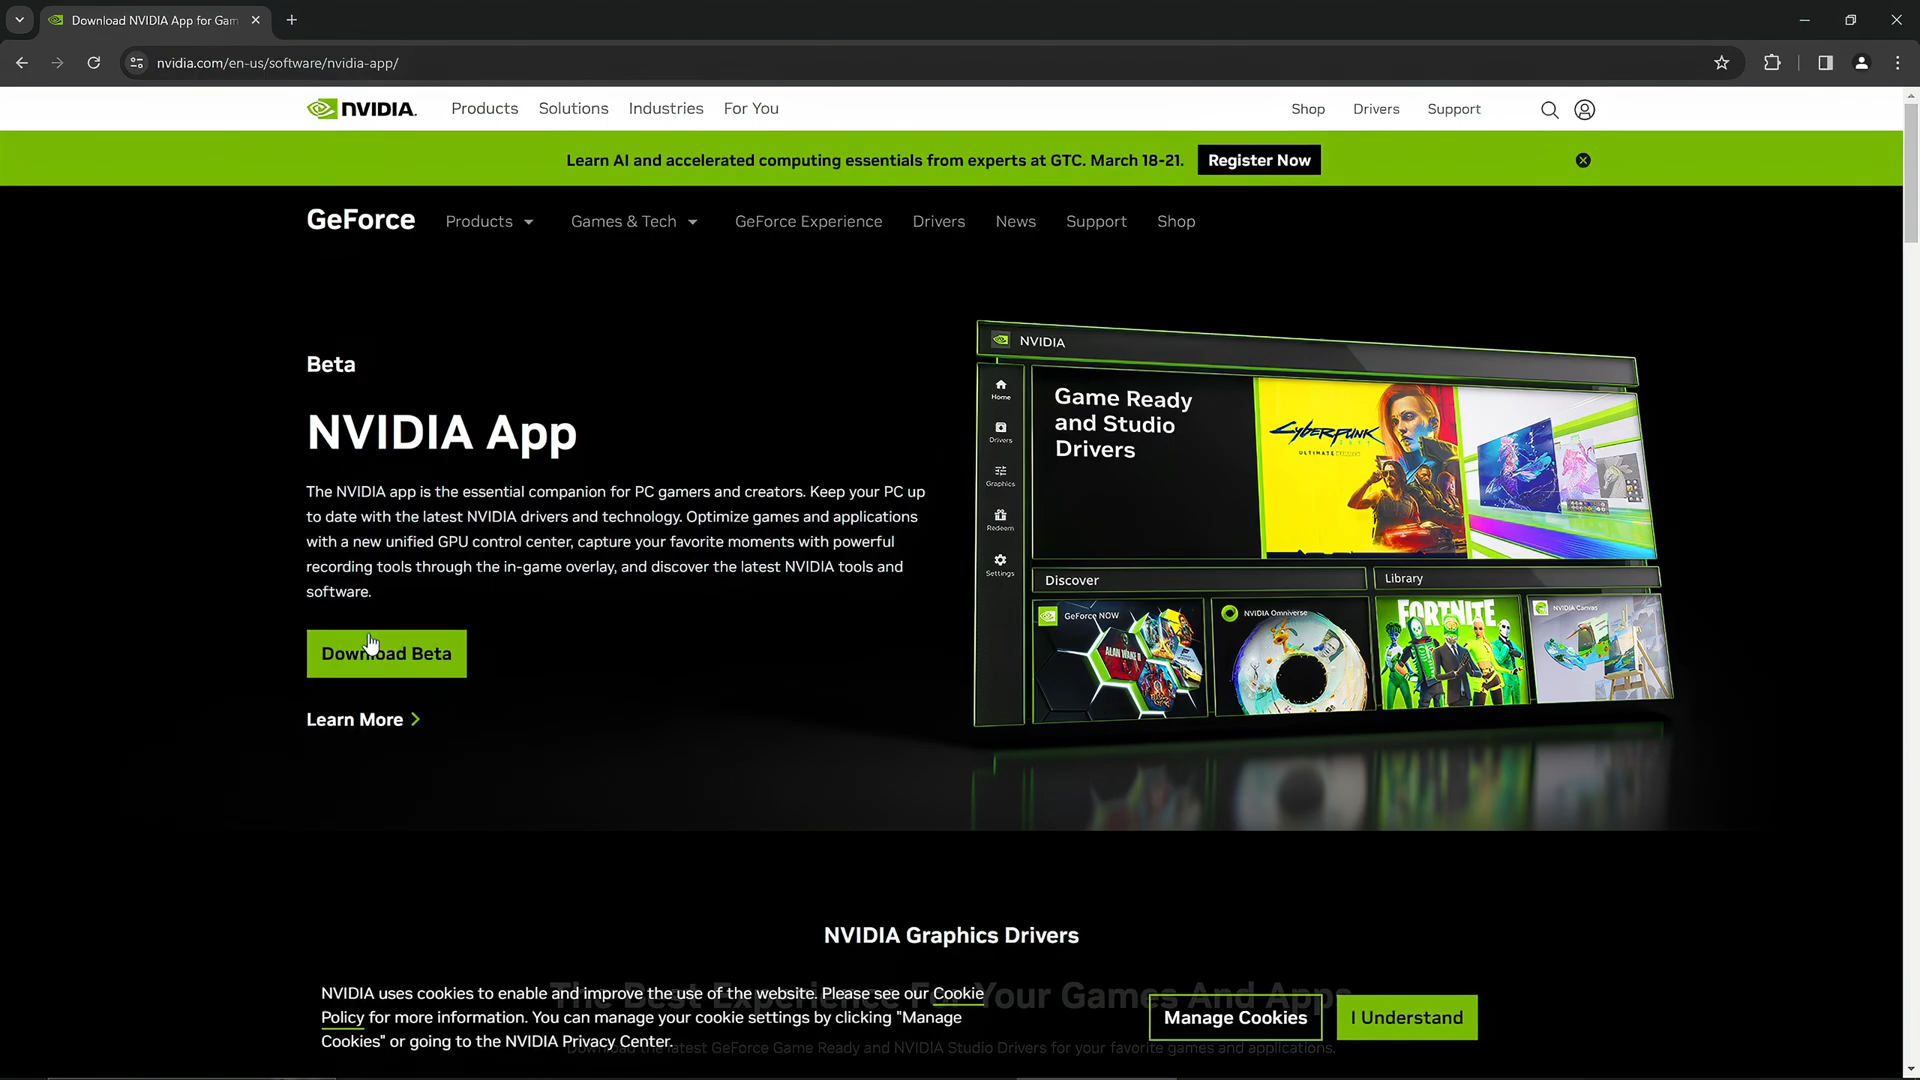 Download NVIDIA App for Gam
nvidia.com/en-us/software/nvidia-app/
NVIDIA.
Products
Solutions
Industries
For You
Shop
Drivers
Support
Learn AI and accelerated computing essentials from experts at GTC. March 18-21.
Register Now
GeForce
Products
Games & Tech
GeForce Experience
Drivers
News
Support
Shop
Beta
NVIDIA App
The NVIDIA app is the essential companion for PC gamers and creators. Keep your PC up
to date with the latest NVIDIA drivers and technology. Optimize games and applications
with a new unified GPU control center, capture your favorite moments with powerful
recording tools through the in-game overlay, and discover the latest NVIDIA tools and
software.
Download Beta
Learn More
NVIDIA
Home
Drivers
Graphics
Redeem
Settings
Game Ready
and Studio
Drivers
CYBERPUNK
ULTIMATE
Discover
Library
GeForce NOW
ALAN WAKE II
NVIDIA Omniverse
FORTNITE
NVIDIA Canvas
NVIDIA Graphics Drivers
The Best Experience For Your Games And Apps
Download the latest GeForce Game Ready and NVIDIA Studio Drivers for your favorite games and applications.
NVIDIA uses cookies to enable and improve the use of the website. Please see our Cookie
Policy for more information. You can manage your cookie settings by clicking "Manage
Cookies" or going to the NVIDIA Privacy Center.
Manage Cookies
I Understand